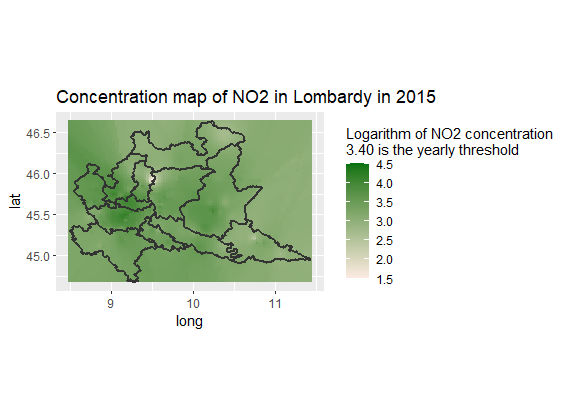 Concentration map of NO2 in Lombardy in 2015
46.5
46.0
45.5
45.0
lat
9
10
11
long
Logarithm of NO2 concentration
3.40 is the yearly threshold
4.5
4.0
3.5
3.0
2.5
2.0
1.5